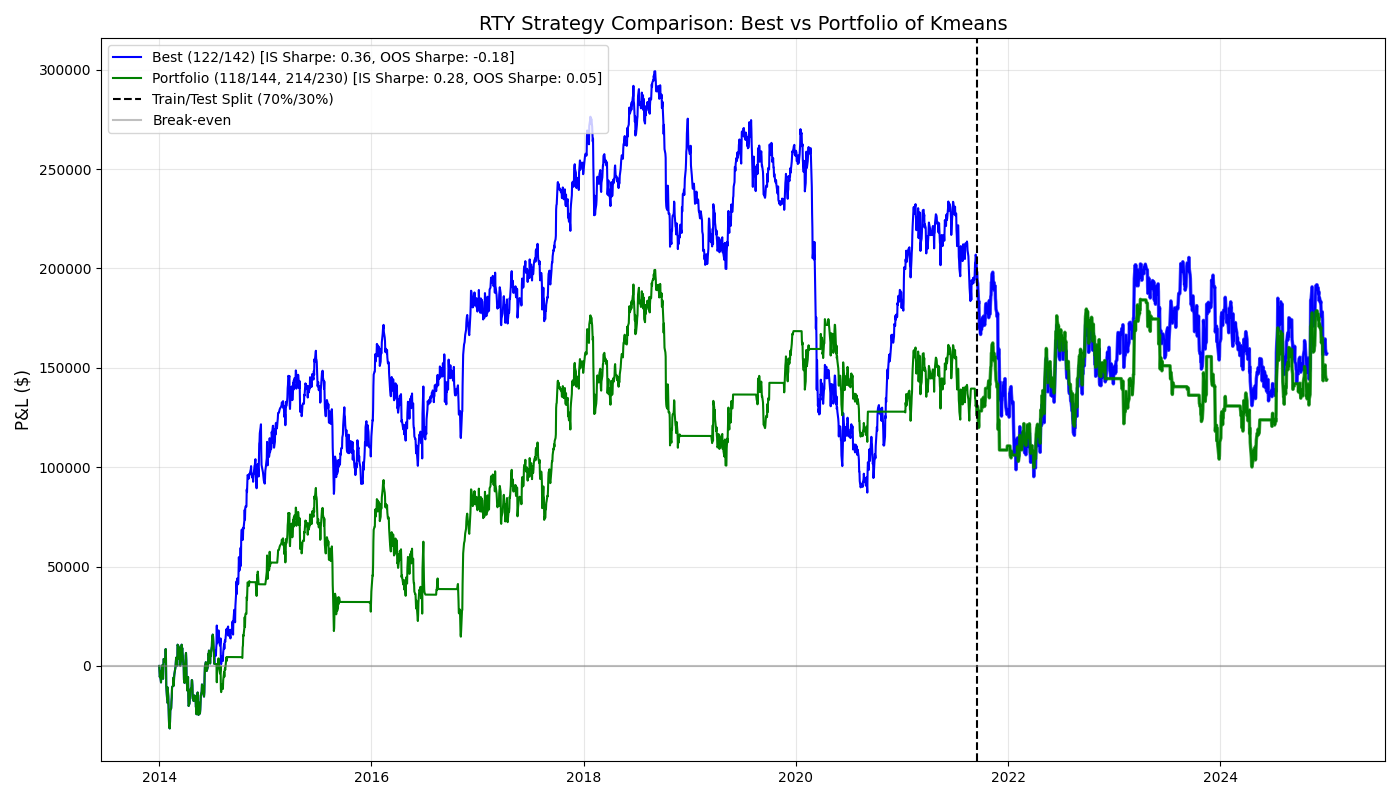 RTY Strategy Comparison: Best vs Portfolio of Kmeans
Best (122/142) [IS Sharpe: 0.36, OOS Sharpe: -0.18]
Portfolio (118/144, 214/230) [IS Sharpe: 0.28, OOS Sharpe: 0.05]
Train/Test Split (70%/30%)
Break-even
P&L ($)
300000
250000
200000
150000
100000
50000
0
2014 2016 2018 2020 2022 2024